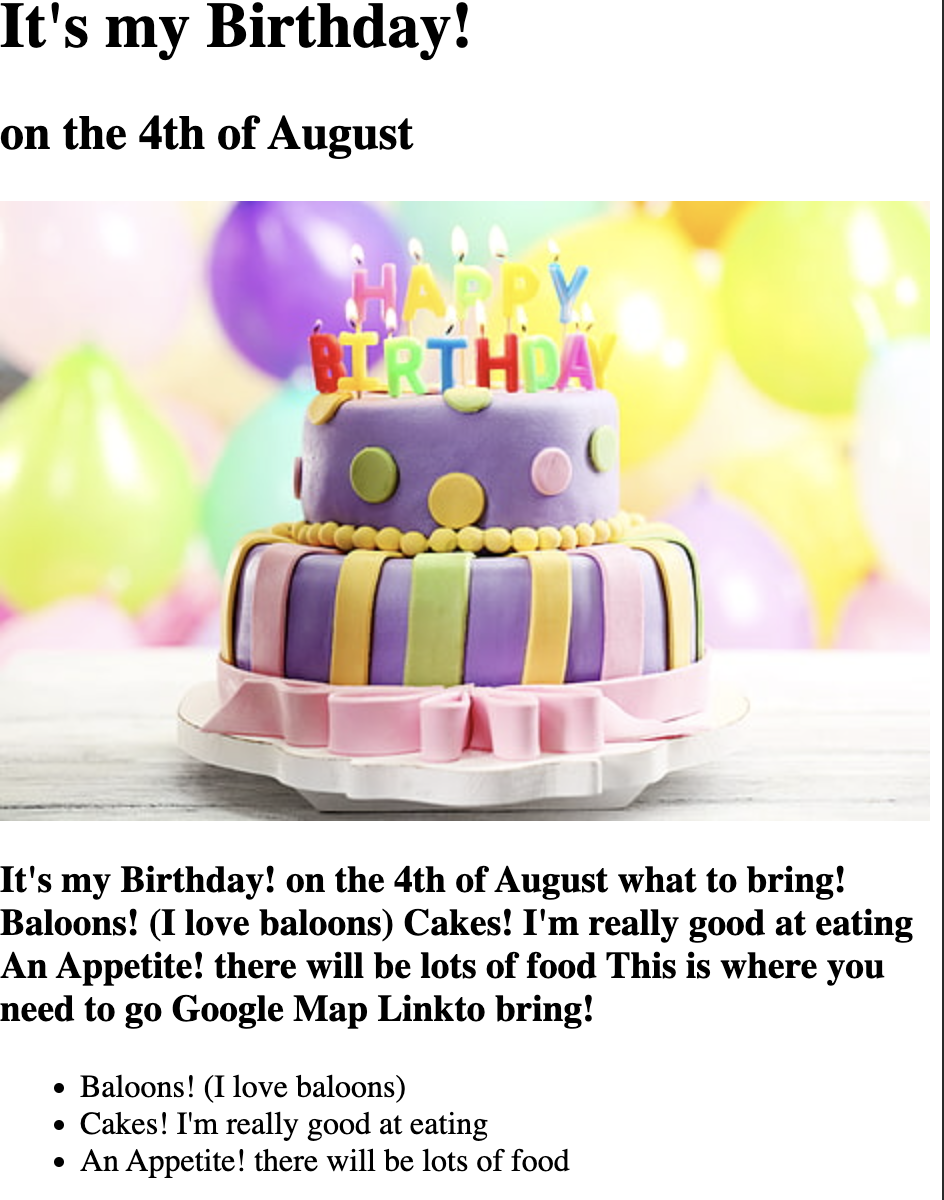 It's my Birthday!
on the 4th of August
HAPPY
BIRTHDAY
It's my Birthday! on the 4th of August what to bring!
Baloons! (I love baloons) Cakes! I'm really good at eating
An Appetite! there will be lots of food This is where you
need to go Google Map Linkto bring!
• Baloons! (I love baloons)
• Cakes! I'm really good at eating
• An Appetite! there will be lots of food